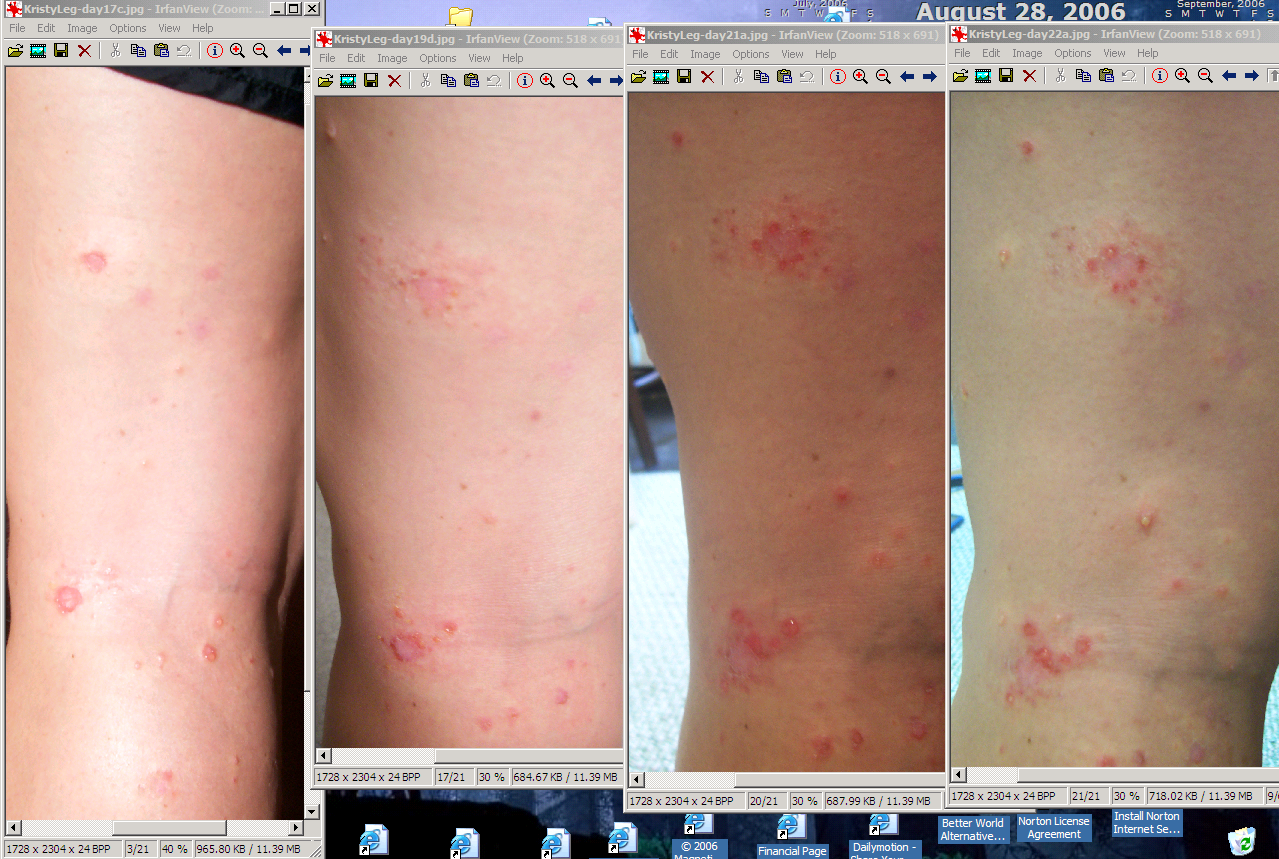 July, 2006
S M T W T F S
August 28, 2006
September, 2006
S M T W T F S
KristyLeg-day17c.jpg - IrfanView (Zoom: ...
File Edit Image Options View Help
1728 x 2304 x 24 BPP 3/21 40 % 965.80 KB / 11.39 MB
KristyLeg-day19d.jpg - IrfanView (Zoom: 518 x 691)
File Edit Image Options View Help
1728 x 2304 x 24 BPP 17/21 30 % 684.67 KB / 11.39 MB
KristyLeg-day21a.jpg - IrfanView (Zoom: 518 x 691)
File Edit Image Options View Help
1728 x 2304 x 24 BPP 20/21 30 % 687.99 KB / 11.39 MB
KristyLeg-day22a.jpg - IrfanView (Zoom: 518 x 691)
File Edit Image Options View Help
1728 x 2304 x 24 BPP 21/21 30 % 718.02 KB / 11.39 MB 9/
© 2006
Financial Page
Dailymotion -
Better World
Alternative...
Norton License
Agreement
Install Norton
Internet Se...